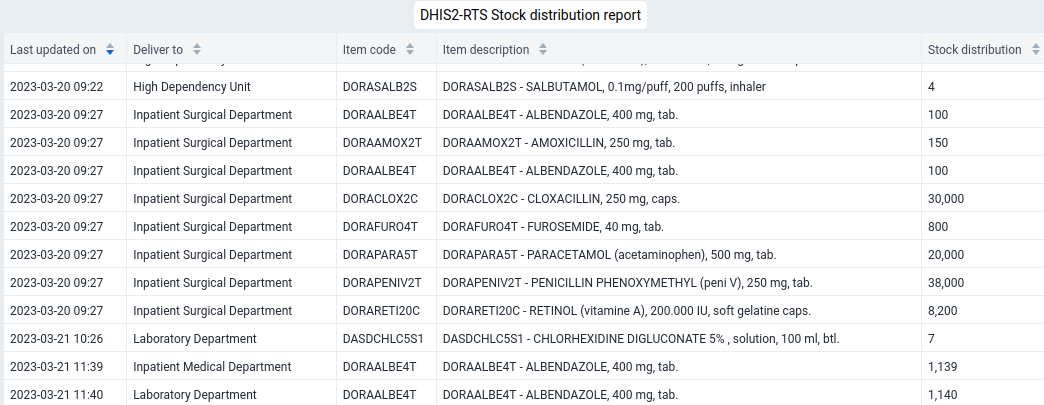 DHIS2-RTS Stock distribution report
Last updated on Deliver to Item code Item description Stock distribution
2023-03-20 09:22 High Dependency Unit DORASALB2S DORASALB2S - SALBUTAMOL, 0.1mg/puff, 200 puffs, inhaler 4
2023-03-20 09:27 Inpatient Surgical Department DORAALBE4T DORAALBE4T - ALBENDAZOLE, 400 mg, tab. 100
2023-03-20 09:27 Inpatient Surgical Department DORAAMOX2T DORAAMOX2T - AMOXICILLIN, 250 mg, tab. 150
2023-03-20 09:27 Inpatient Surgical Department DORAALBE4T DORAALBE4T - ALBENDAZOLE, 400 mg, tab. 100
2023-03-20 09:27 Inpatient Surgical Department DORACLOX2C DORACLOX2C - CLOXACILLIN, 250 mg, caps. 30,000
2023-03-20 09:27 Inpatient Surgical Department DORAFURO4T DORAFURO4T - FUROSEMIDE, 40 mg, tab. 800
2023-03-20 09:27 Inpatient Surgical Department DORAPARA5T DORAPARA5T - PARACETAMOL (acetaminophen), 500 mg, tab. 20,000
2023-03-20 09:27 Inpatient Surgical Department DORAPENIV2T DORAPENIV2T - PENICILLIN PHENOXYMETHYL (peni V), 250 mg, tab. 38,000
2023-03-20 09:27 Inpatient Surgical Department DORARETI20C DORARETI20C - RETINOL (vitamine A), 200.000 IU, soft gelatine caps. 8,200
2023-03-21 10:26 Laboratory Department DASDCHLC5S1 DASDCHLC5S1 - CHLORHEXIDINE DIGLUCONATE 5% , solution, 100 ml, btl. 7
2023-03-21 11:39 Inpatient Medical Department DORAALBE4T DORAALBE4T - ALBENDAZOLE, 400 mg, tab. 1,139
2023-03-21 11:40 Laboratory Department DORAALBE4T DORAALBE4T - ALBENDAZOLE, 400 mg, tab. 1,140